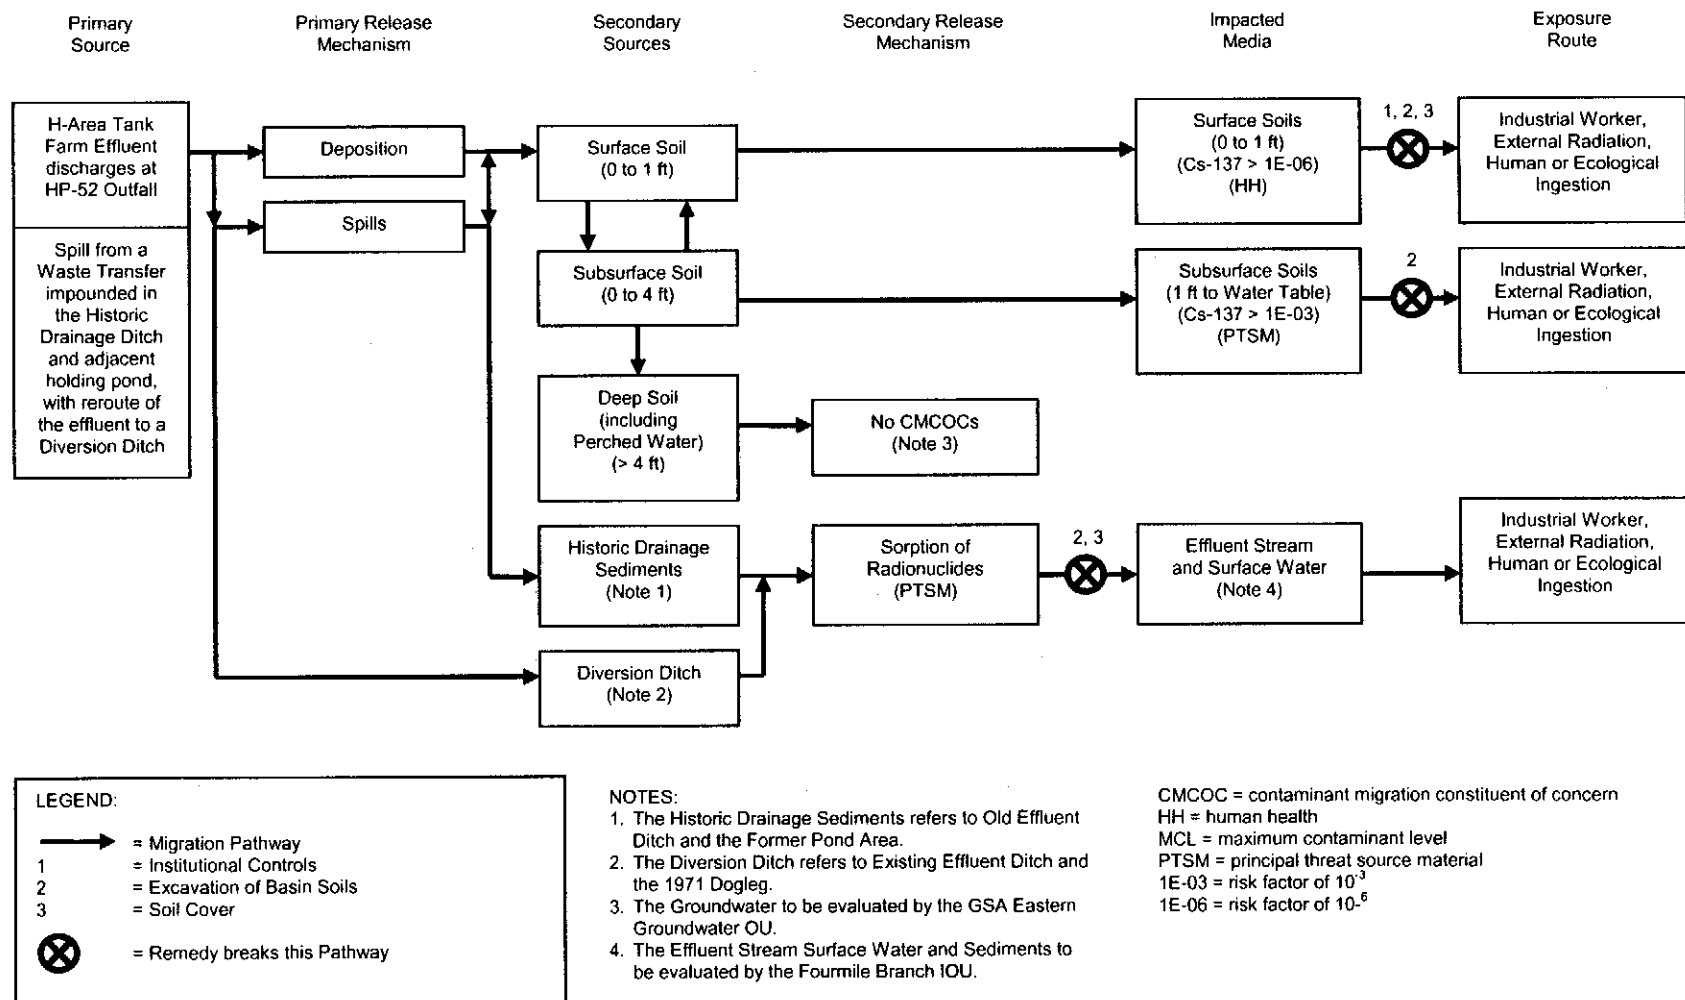 Primary
Source
Primary Release
Mechanism
Secondary
Sources
Secondary Release
Mechanism
Impacted
Media
Exposure
Route
H-Area Tank
Farm Effluent
discharges at
HP-52 Outfall
Spill from a
Waste Transfer
impounded in
the Historic
Drainage Ditch
and adjacent
holding pond,
with reroute of
the effluent to a
Diversion Ditch
Deposition
Spills
Surface Soil
(0 to 1 ft)
Subsurface Soil
(0 to 4 ft)
Deep Soil
(including
Perched Water)
(> 4 ft)
Historic Drainage
Sediments
(Note 1)
Diversion Ditch
(Note 2)
No CMCOCs
(Note 3)
Sorption of
Radionuclides
(PTSM)
2, 3
Surface Soils
(0 to 1 ft)
(Cs-137 > 1E-06)
(HH)
1, 2, 3
Subsurface Soils
(1 ft to Water Table)
(Cs-137 > 1E-03)
(PTSM)
2
Effluent Stream
and Surface Water
(Note 4)
Industrial Worker,
External Radiation,
Human or Ecological
Ingestion
Industrial Worker,
External Radiation,
Human or Ecological
Ingestion
Industrial Worker,
External Radiation,
Human or Ecological
Ingestion
LEGEND:
= Migration Pathway
1 = Institutional Controls
2 = Excavation of Basin Soils
3 = Soil Cover
= Remedy breaks this Pathway
NOTES:
1. The Historic Drainage Sediments refers to Old Effluent
Ditch and the Former Pond Area.
2. The Diversion Ditch refers to Existing Effluent Ditch and
the 1971 Dogleg.
3. The Groundwater to be evaluated by the GSA Eastern
Groundwater OU.
4. The Effluent Stream Surface Water and Sediments to
be evaluated by the Fourmile Branch IOU.
CMCOC = contaminant migration constituent of concern
HH = human health
MCL = maximum contaminant level
PTSM = principal threat source material
1E-03 = risk factor of 10⁻³
1E-06 = risk factor of 10-⁶